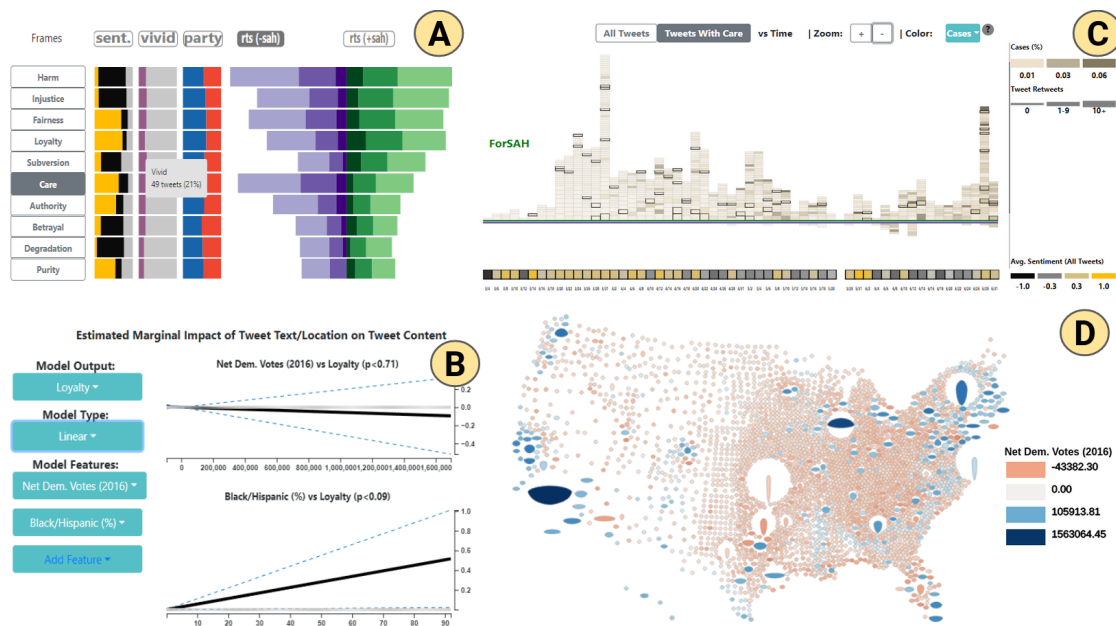 A
Frames
sent. vivid party rts (-sah) rts (+sah)
Harm
Injustice
Fairness
Loyalty
Subversion
Care
Authority
Betrayal
Degradation
Purity
Vivid
49 tweets (21%)
C
All Tweets Tweets With Care vs Time | Zoom: + - | Color: Cases ?
ForSAH
Cases (%)
0.01 0.03 0.06
Tweet Retweets
0 1-9 10+
Avg. Sentiment (All Tweets)
-1.0 -0.3 0.3 1.0
B
Estimated Marginal Impact of Tweet Text/Location on Tweet Content
Model Output:
Loyalty
Model Type:
Linear
Model Features:
Net Dem. Votes (2016)
Black/Hispanic (%)
Add Feature
Net Dem. Votes (2016) vs Loyalty (p<0.71)
0.2
0.0
−0.2
−0.4
0 200,000 400,000 600,000 800,000 1,000,000 1,200,000 1,400,000 1,600,000
Black/Hispanic (%) vs Loyalty (p<0.09)
1.0
0.8
0.6
0.4
0.2
0.0
10 20 30 40 50 60 70 80 90
D
Net Dem. Votes (2016)
-43382.30
0.00
105913.81
1563064.45